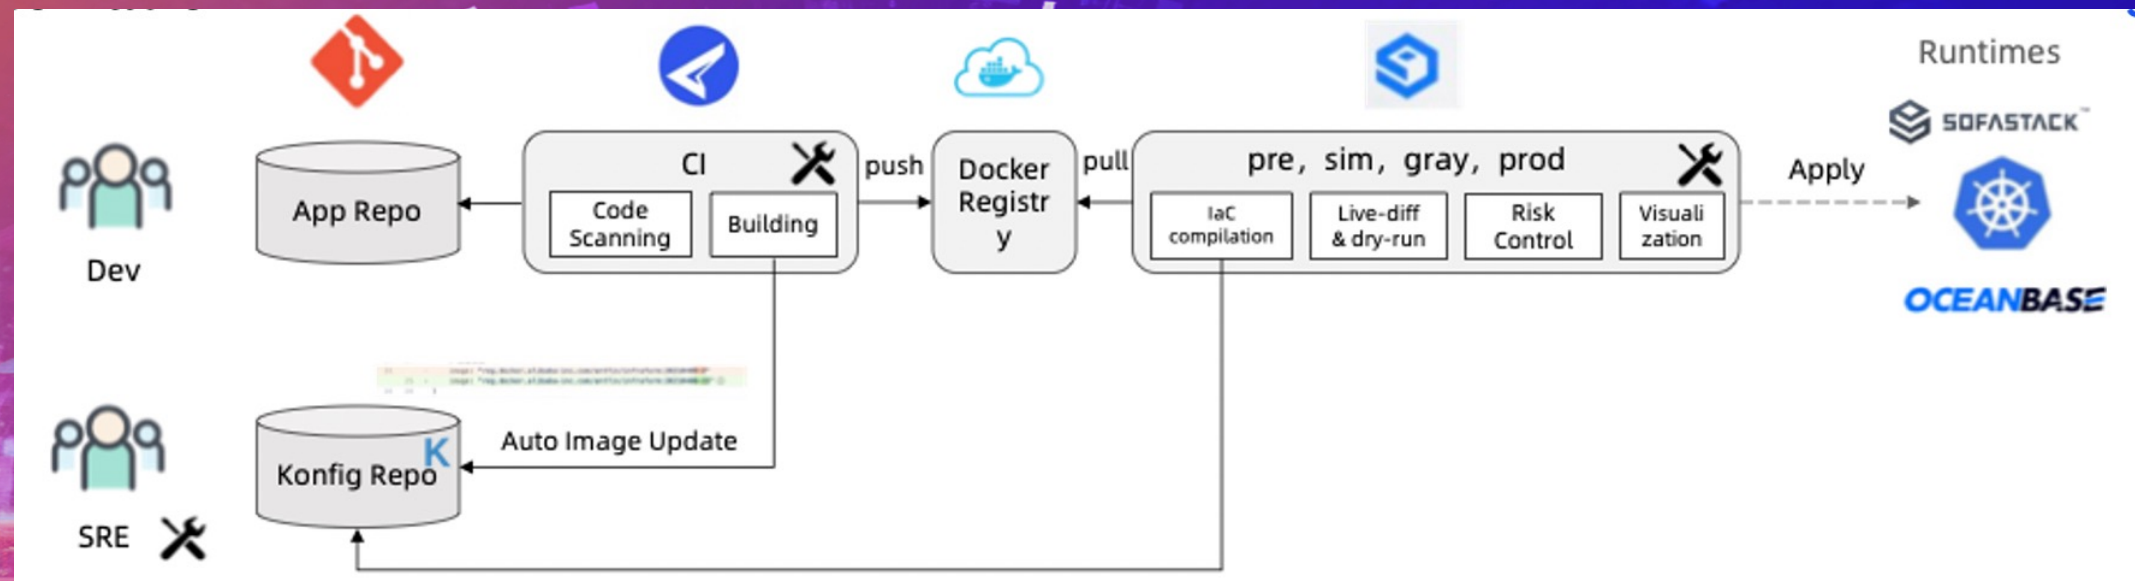 Runtimes
SOFASTACK™
Dev
App Repo
CI
Code
Scanning
Building
push
Docker
Registr
y
pull
pre, sim, gray, prod
IaC
compilation
Live-diff
& dry-run
Risk
Control
Visuali
zation
Apply
OCEANBASE
SRE
Konfig Repo
K
Auto Image Update